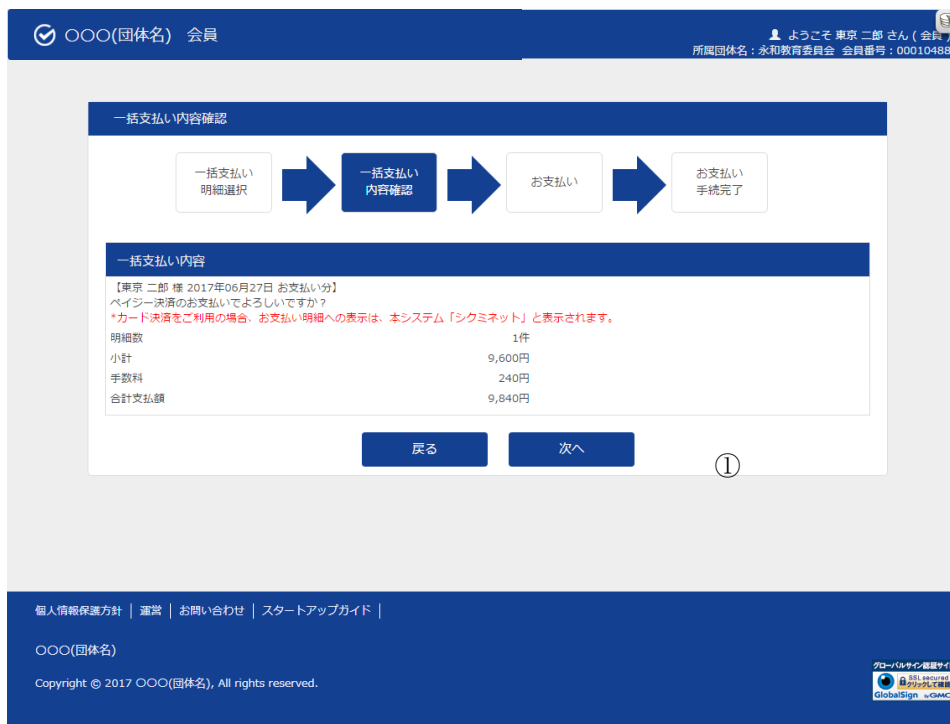 〇〇〇(団体名) 会員
ようこそ 東京 二郎 さん ( 会員 )
所属団体名：永和教育委員会 会員番号：00010488
一括支払い内容確認
一括支払い
明細選択
一括支払い
内容確認
お支払い
お支払い
手続完了
一括支払い内容
【東京 二郎 様 2017年06月27日 お支払い分】
ペイジー決済のお支払いでよろしいですか？
*カード決済をご利用の場合、お支払い明細への表示は、本システム「シクミネット」と表示されます。
明細数 1件
小計 9,600円
手数料 240円
合計支払額 9,840円
戻る 次へ
①
個人情報保護方針 | 運営 | お問い合わせ | スタートアップガイド |
〇〇〇(団体名)
Copyright © 2017 〇〇〇(団体名), All rights reserved.
グローバルサイン認証サイ
SSL secured
クリックして確認
GlobalSign by GMO